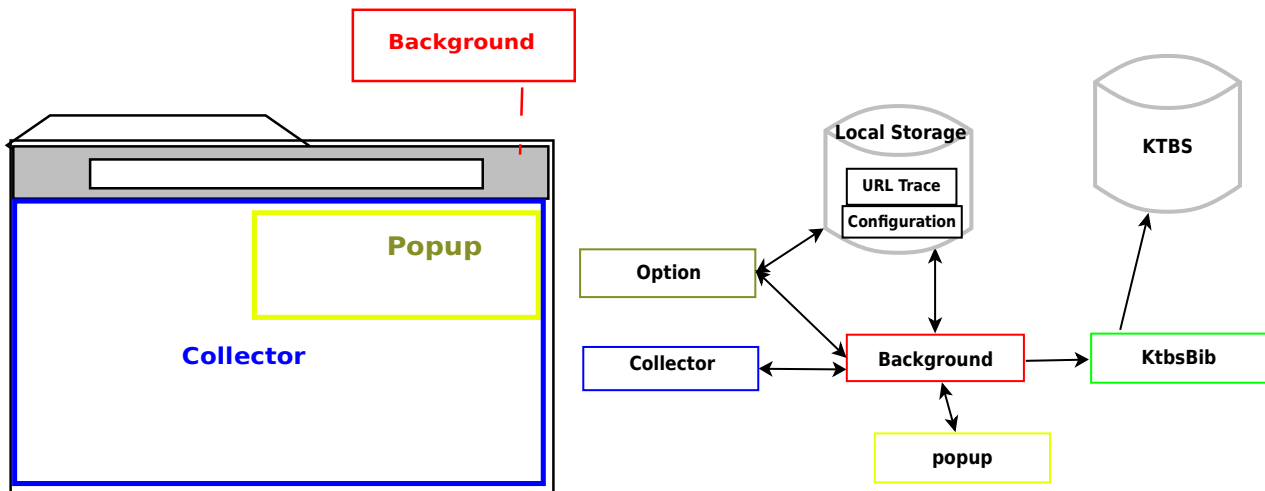 Background
Popup
Collector
Local Storage
URL Trace
Configuration
KTBS
Option
Collector
Background
KtbsBib
popup